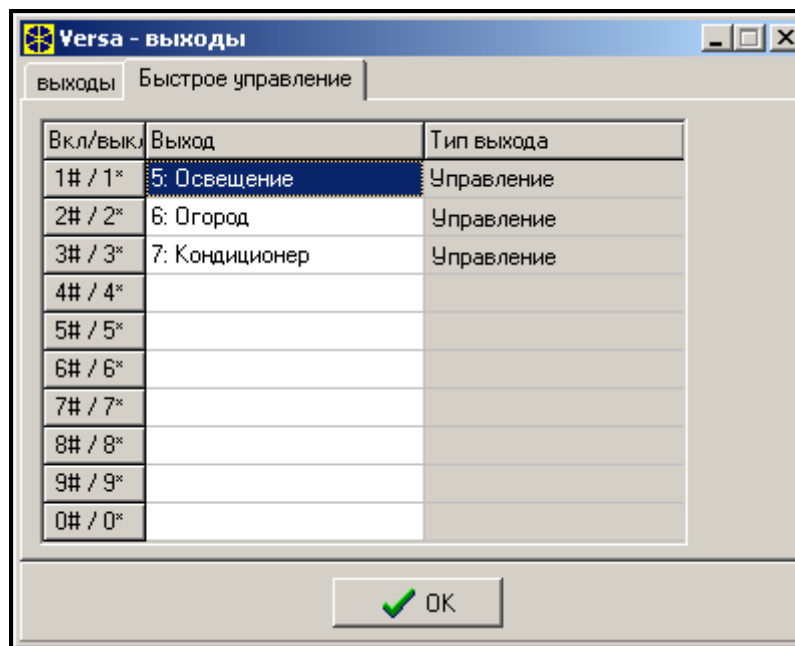 Versa - выходы
выходы Быстрое управление
Вкл/выкл Выход Тип выхода
1# / 1* 5: Освещение Управление
2# / 2* 6: Огород Управление
3# / 3* 7: Кондиционер Управление
4# / 4*
5# / 5*
6# / 6*
7# / 7*
8# / 8*
9# / 9*
0# / 0*
OK